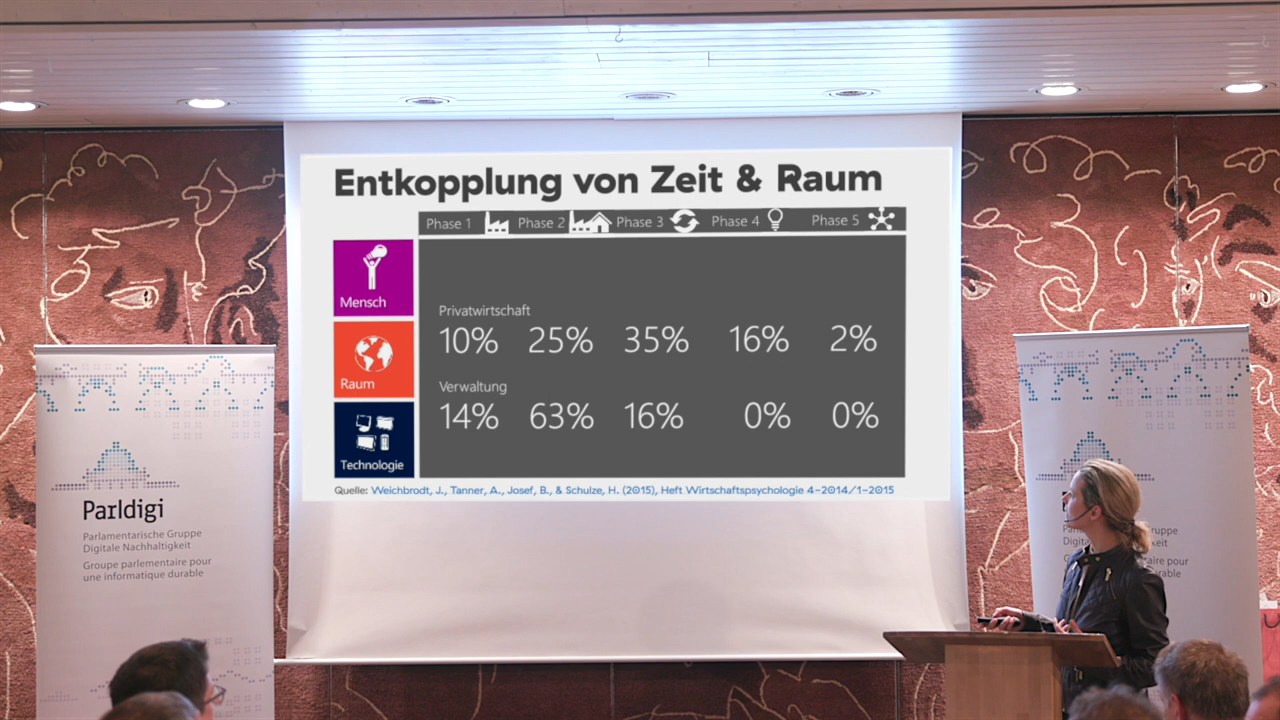 Entkopplung von Zeit & Raum
Phase 1 Phase 2 Phase 3 Phase 4 Phase 5
Mensch
Raum
Technologie
Privatwirtschaft
10% 25% 35% 16% 2%
Verwaltung
14% 63% 16% 0% 0%
Quelle: Weichbrodt, J., Tanner, A., Josef, B., & Schulze, H. (2015), Heft Wirtschaftspsychologie 4-2014/1-2015
Parldigi
Parlamentarische Gruppe
Digitale Nachhaltigkeit
Groupe parlementaire pour
une informatique durable